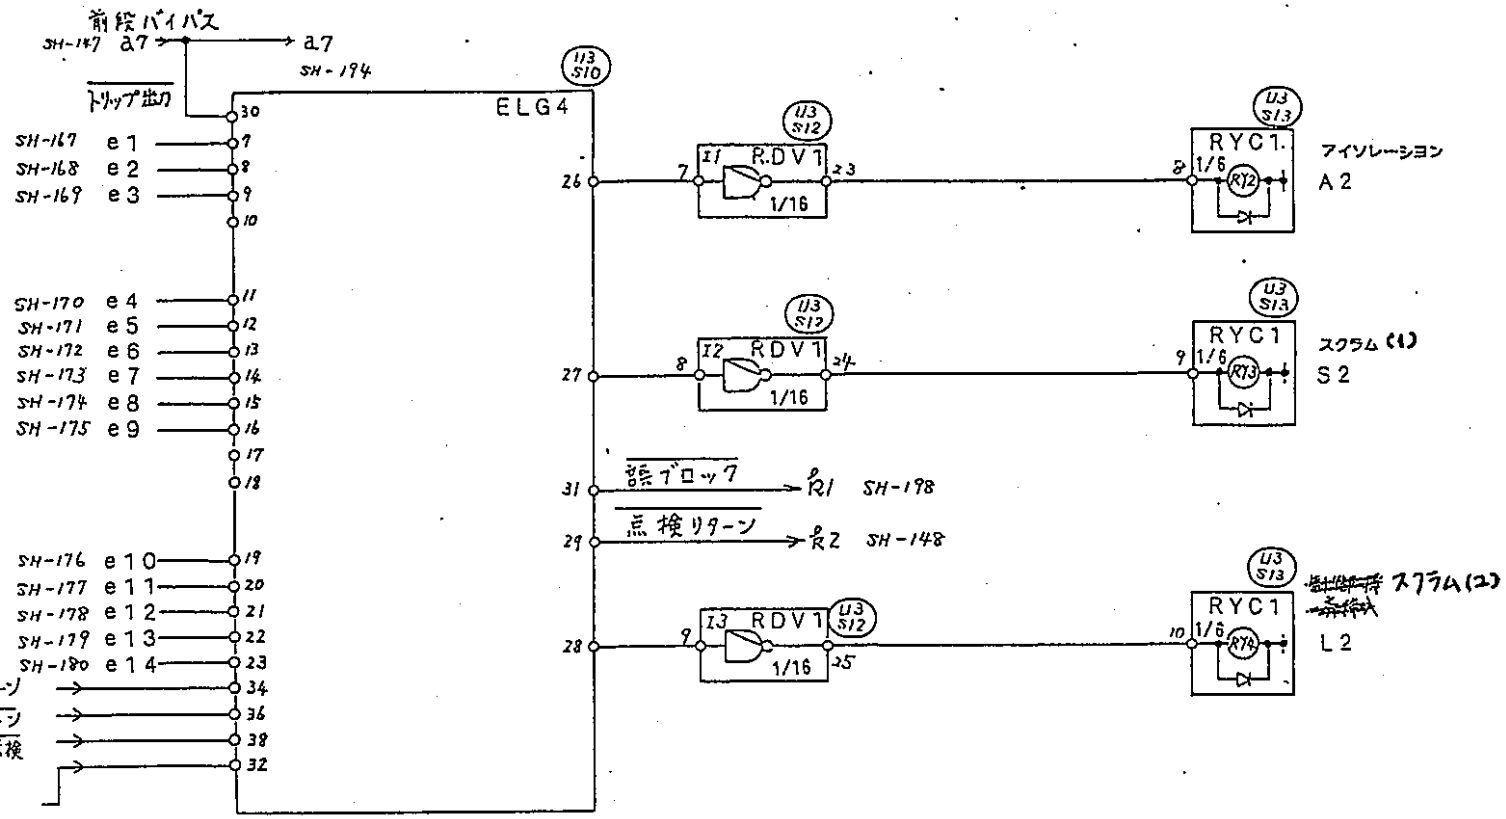 前段バイパス
SH-147 a7 a7
SH-194
トリップ出力
U3
S10
ELG4
30
SH-167 e1 7
SH-168 e2 8
SH-169 e3 9
10
SH-170 e4 11
SH-171 e5 12
SH-172 e6 13
SH-173 e7 14
SH-174 e8 15
SH-175 e9 16
17
18
SH-176 e10 19
SH-177 e11 20
SH-178 e12 21
SH-179 e13 22
SH-180 e14 23
34
36
38
32
U3
S12
26 7 I1 RDV1 23
1/16
U3
S13
RYC1
8 1/6 RY2
アイソレーション
A2
U3
S12
27 8 I2 RDV1 24
1/16
U3
S13
RYC1
9 1/6 RY3
スクラム(1)
S2
31 誤ブロック R1 SH-198
29 点検リターン R2 SH-148
U3
S12
28 9 I3 RDV1 25
1/16
U3
S13
RYC1
10 1/6 RY4
スクラム(2)
L2